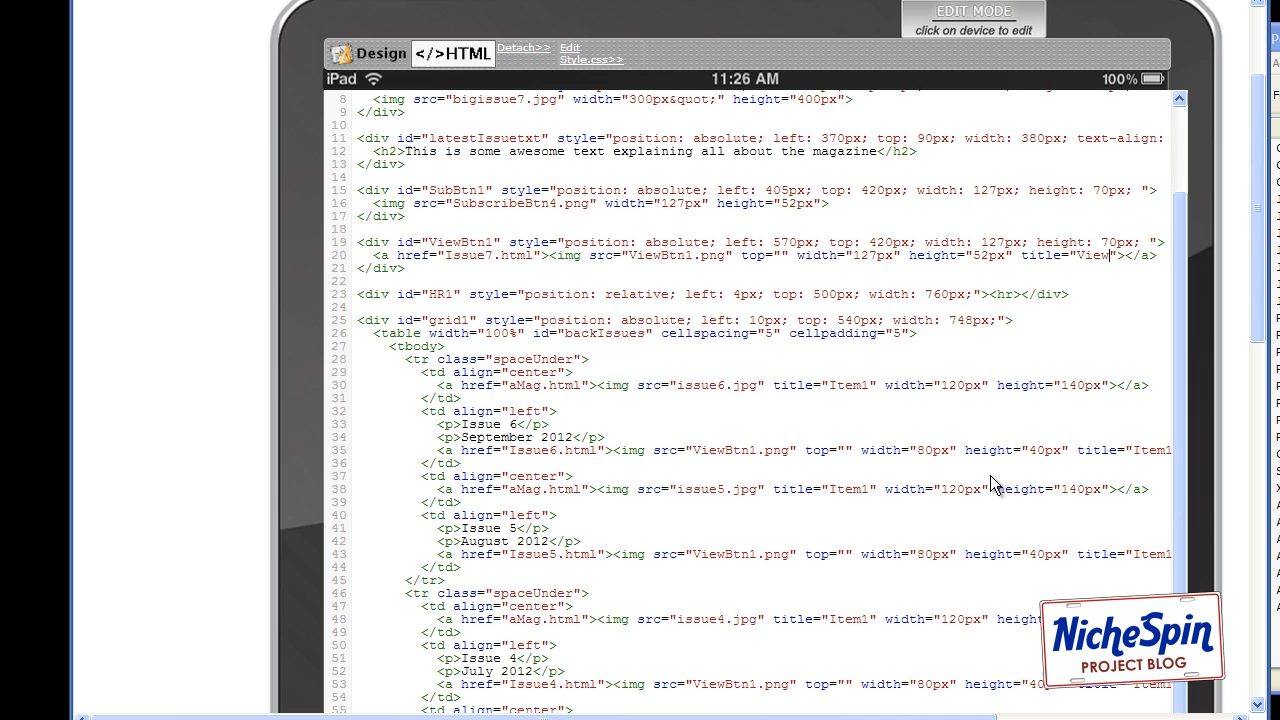 EDIT MODE
click on device to edit
Design </>HTML Detach>> Edit
Style.css>>
iPad 11:26 AM 100%
8 <img src="bigissue7.jpg" width="300px&quot;" height="400px">
9 </div>
10
11 <div id="latestIssuetxt" style="position: absolute; left: 370px; top: 90px; width: 390px; text-align:
12 <h2>This is some awesome text explaining all about the magazine</h2>
13 </div>
14
15 <div id="SubBtn1" style="position: absolute; left: 595px; top: 420px; width: 127px; height: 70px; ">
16 <img src="SubScribeBtn4.png" width="127px" height="52px">
17 </div>
18
19 <div id="ViewBtn1" style="position: absolute; left: 370px; top: 420px; width: 127px; height: 70px; ">
20 <a href="Issue7.html"><img src="ViewBtn1.png" top="" width="127px" height="52px" title="View"></a>
21 </div>
22
23 <div id="HR1" style="position: relative; left: 4px; top: 500px; width: 760px;"><hr></div>
24
25 <div id="grid1" style="position: absolute; left: 10px; top: 540px; width: 748px;">
26 <table width="100%" id="backIssues" cellspacing="5" cellpadding="5">
27 <tbody>
28 <tr class="spaceUnder">
29 <td align="center">
30 <a href="aMag.html"><img src="issue6.jpg" title="Item1" width="120px" height="140px"></a>
31 </td>
32 <td align="left">
33 <p>Issue 6</p>
34 <p>September 2012</p>
35 <a href="Issue6.html"><img src="ViewBtn1.png" top="" width="80px" height="40px" title="Item1
36 </td>
37 <td align="center">
38 <a href="aMag.html"><img src="issue5.jpg" title="Item1" width="120px" height="140px"></a>
39 </td>
40 <td align="left">
41 <p>Issue 5</p>
42 <p>August 2012</p>
43 <a href="Issue5.html"><img src="ViewBtn1.png" top="" width="80px" height="40px" title="Item1
44 </td>
45 </tr>
46 <tr class="spaceUnder">
47 <td align="center">
48 <a href="aMag.html"><img src="issue4.jpg" title="Item1" width="120px" heig
49 </td>
50 <td align="left">
51 <p>Issue 4</p>
52 <p>July 2012</p>
53 <a href="Issue4.html"><img src="ViewBtn1.png" top="" width="80px"
54 </td>
55 <td align="center">
NicheSpin
PROJECT BLOG